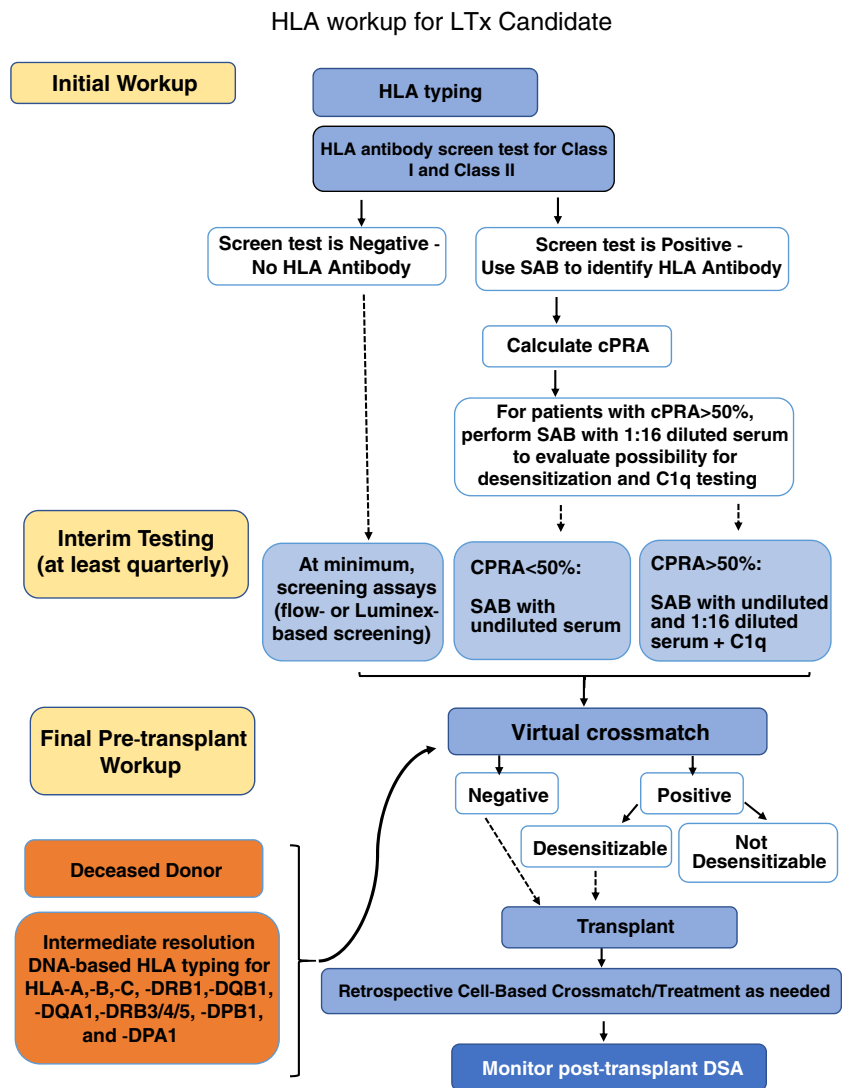 HLA workup for LTx Candidate
Initial Workup
HLA typing
HLA antibody screen test for Class
I and Class II
Screen test is Negative -
No HLA Antibody
Screen test is Positive -
Use SAB to identify HLA Antibody
Calculate cPRA
For patients with cPRA>50%,
perform SAB with 1:16 diluted serum
to evaluate possibility for
desensitization and C1q testing
Interim Testing
(at least quarterly)
At minimum,
screening assays
(flow- or Luminex-
based screening)
CPRA<50%:
SAB with
undiluted serum
CPRA>50%:
SAB with undiluted
and 1:16 diluted
serum + C1q
Final Pre-transplant
Workup
Virtual crossmatch
Negative
Positive
Desensitizable
Not
Desensitizable
Deceased Donor
Intermediate resolution
DNA-based HLA typing for
HLA-A,-B,-C, -DRB1,-DQB1,
-DQA1,-DRB3/4/5, -DPB1,
and -DPA1
Transplant
Retrospective Cell-Based Crossmatch/Treatment as needed
Monitor post-transplant DSA